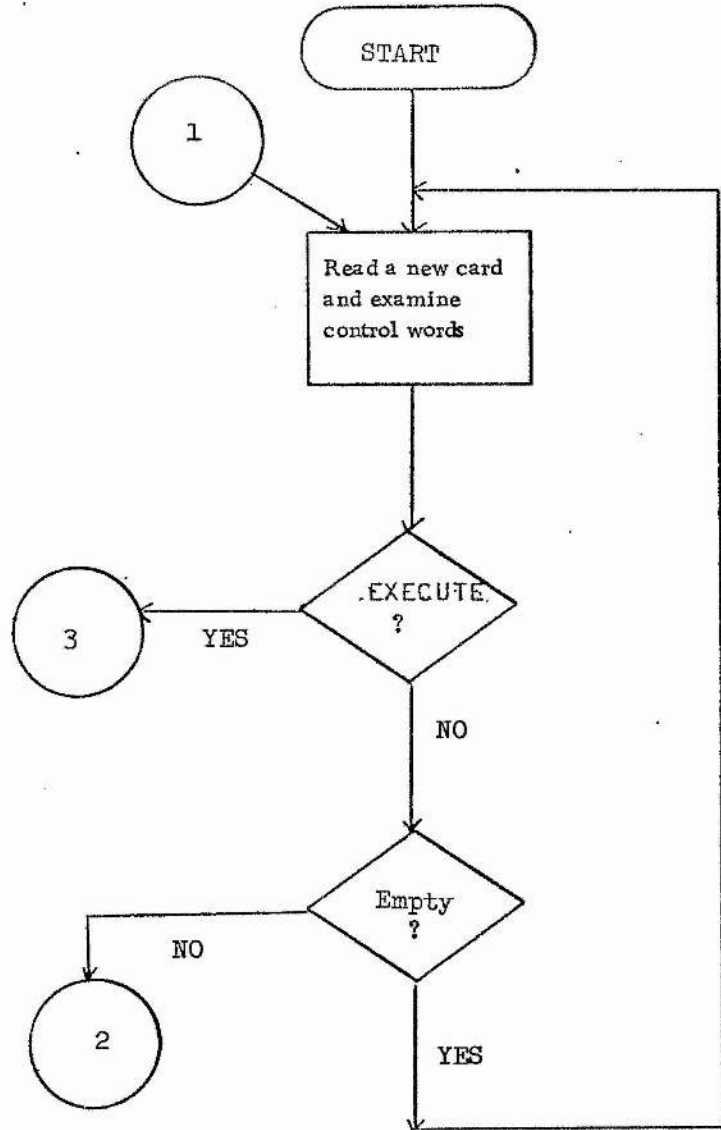 START
1
Read a new card
and examine
control words
.EXECUTE.
?
3
YES
NO
Empty
?
NO
2
YES